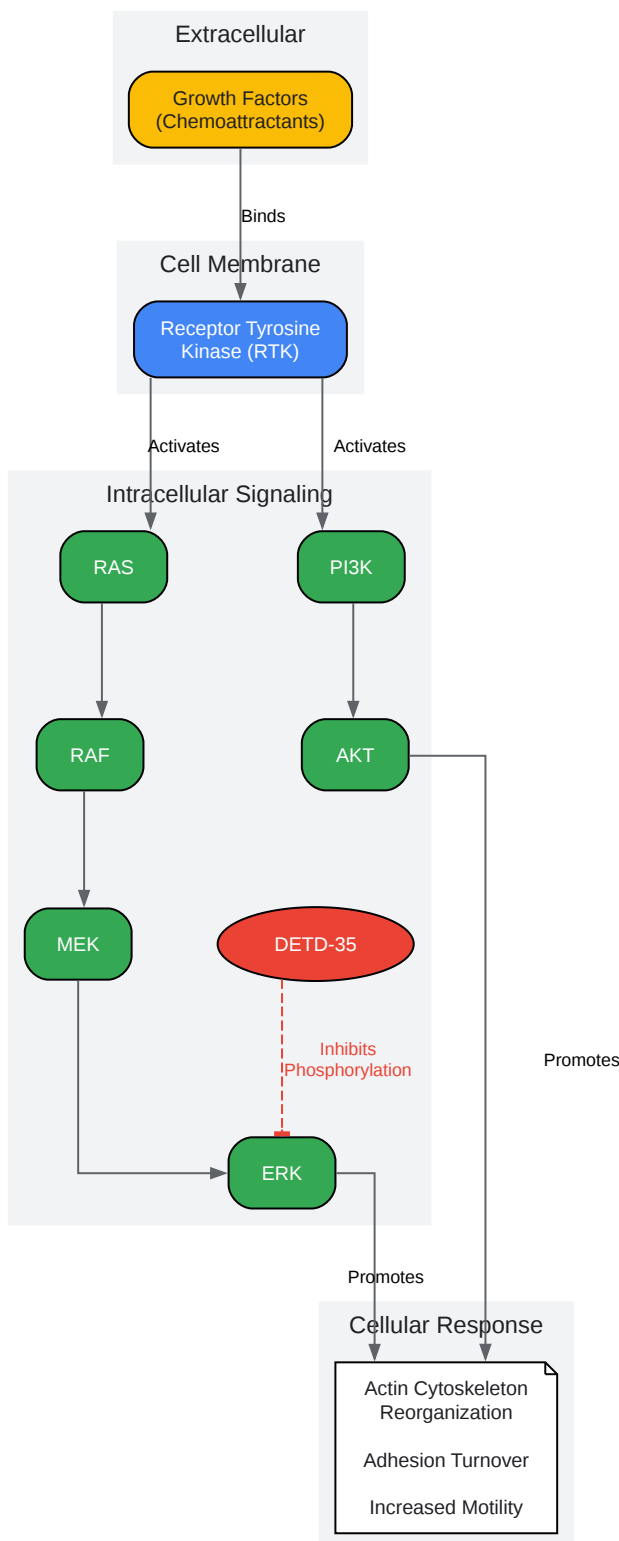 Extracellular
Growth Factors
(Chemoattractants)
Binds
Cell Membrane
Receptor Tyrosine
Kinase (RTK)
Activates
Activates
Intracellular Signaling
RAS
PI3K
RAF
AKT
MEK
DETD-35
Inhibits
Phosphorylation
Promotes
ERK
Promotes
Cellular Response
Actin Cytoskeleton
Reorganization
Adhesion Turnover
Increased Motility